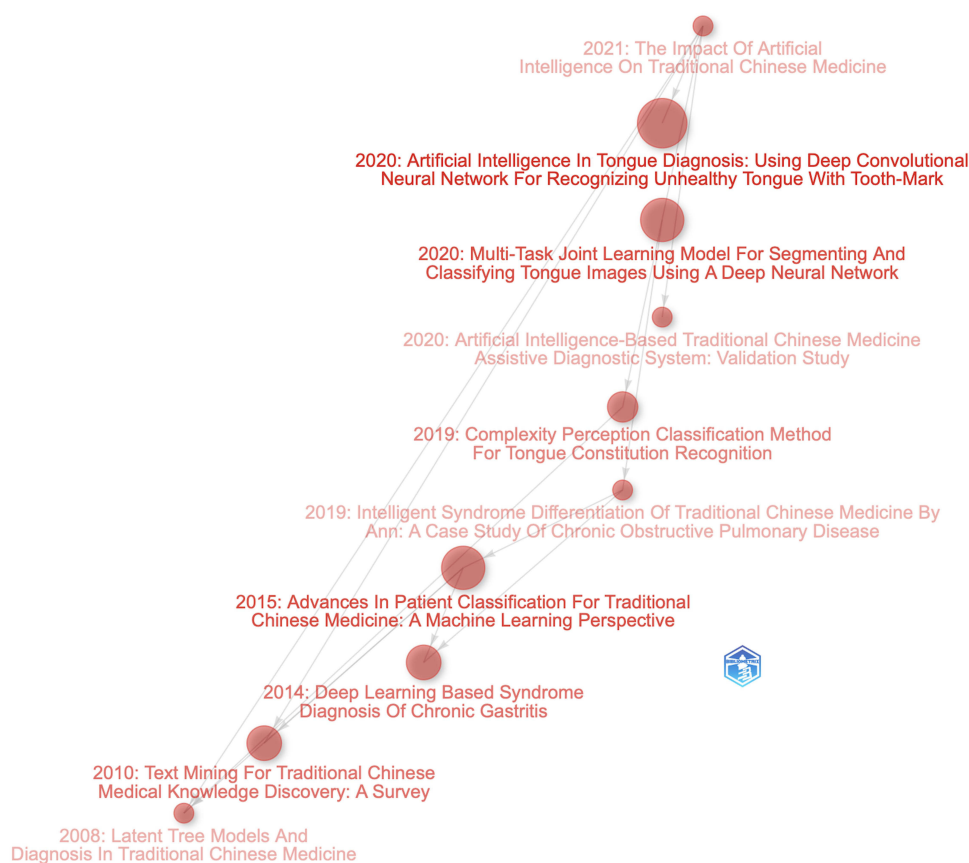 2021: The Impact Of Artificial
Intelligence On Traditional Chinese Medicine
2020: Artificial Intelligence In Tongue Diagnosis: Using Deep Convolutional
Neural Network For Recognizing Unhealthy Tongue With Tooth-Mark
2020: Multi-Task Joint Learning Model For Segmenting And
Classifying Tongue Images Using A Deep Neural Network
2020: Artificial Intelligence-Based Traditional Chinese Medicine
Assistive Diagnostic System: Validation Study
2019: Complexity Perception Classification Method
For Tongue Constitution Recognition
2019: Intelligent Syndrome Differentiation Of Traditional Chinese Medicine By
Ann: A Case Study Of Chronic Obstructive Pulmonary Disease
2015: Advances In Patient Classification For Traditional
Chinese Medicine: A Machine Learning Perspective
BIBLIOMETRIX
2014: Deep Learning Based Syndrome
Diagnosis Of Chronic Gastritis
2010: Text Mining For Traditional Chinese
Medical Knowledge Discovery: A Survey
2008: Latent Tree Models And
Diagnosis In Traditional Chinese Medicine